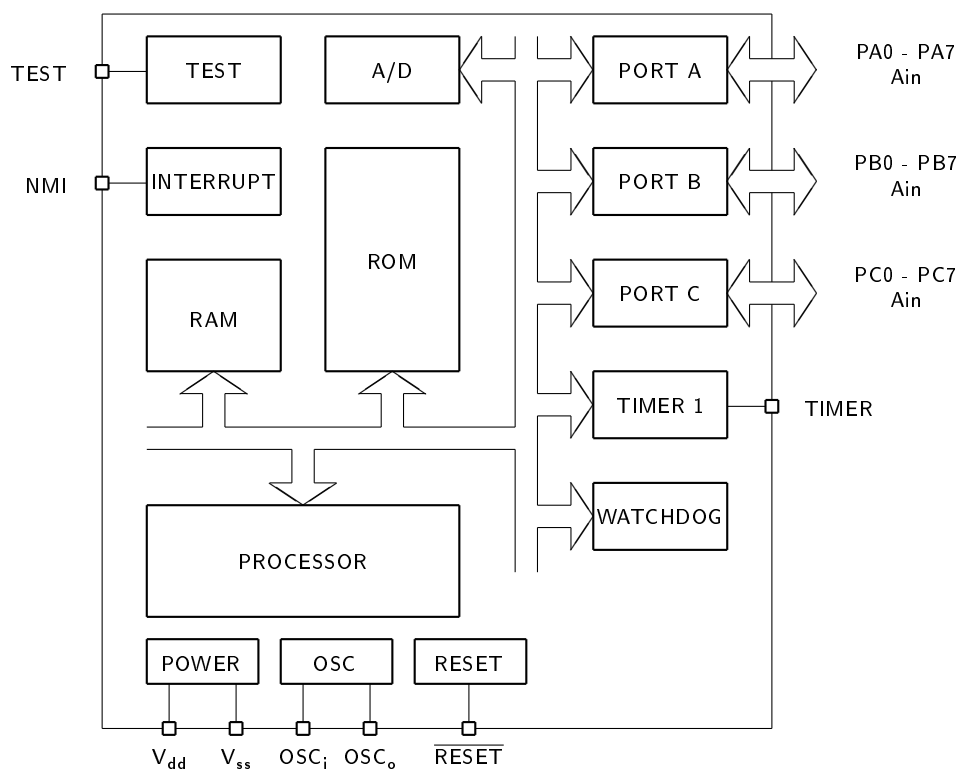 TEST
TEST
A/D
PORT A
PA0 - PA7
Ain
NMI
INTERRUPT
ROM
PORT B
PB0 - PB7
Ain
RAM
PORT C
PC0 - PC7
Ain
TIMER 1
TIMER
WATCHDOG
PROCESSOR
POWER
OSC
RESET
Vdd
Vss
OSCi
OSCo
RESET